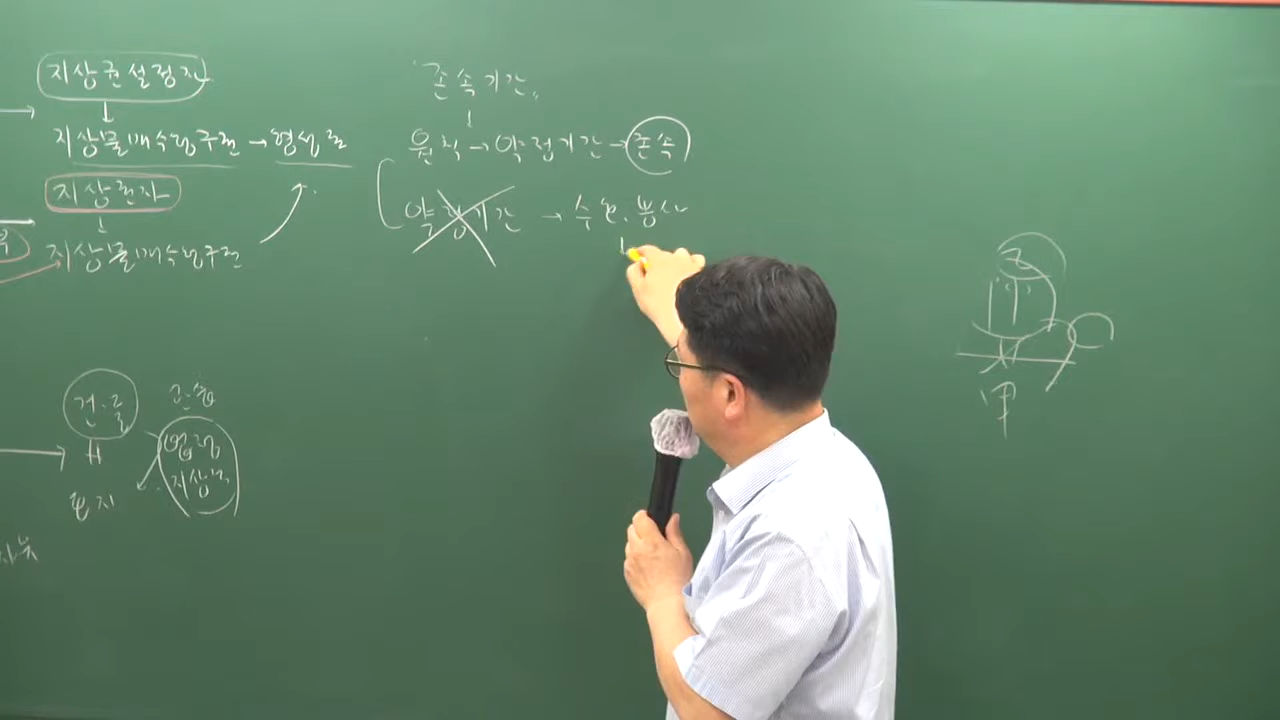 지상권설정자
↓
지상물매수청구권 → 형성권
지상권자
↓
지상물매수청구권
"존속기간"
↓
원칙 → 약정기간 → 존속
약정기간 → 수목,
건물
토지
법정
지상권
甲